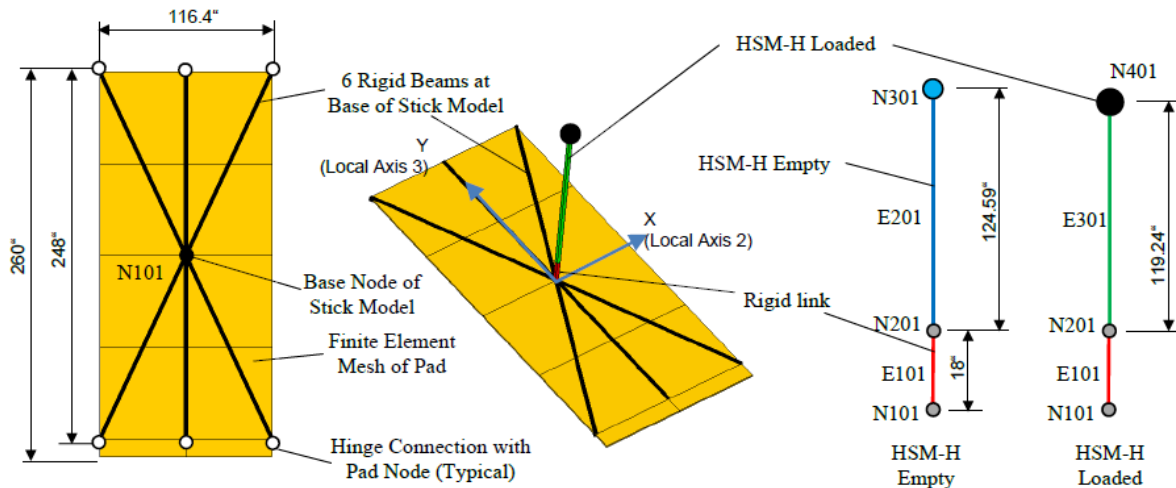 116.4"
260"
248"
N101
6 Rigid Beams at
Base of Stick Model
Base Node of
Stick Model
Finite Element
Mesh of Pad
Hinge Connection with
Pad Node (Typical)
Y
(Local Axis 3)
X
(Local Axis 2)
HSM-H Loaded
HSM-H Empty
Rigid link
N301
E201
124.59"
N201
E101
18"
N101
HSM-H
Empty
N401
E301
119.24"
N201
E101
N101
HSM-H
Loaded